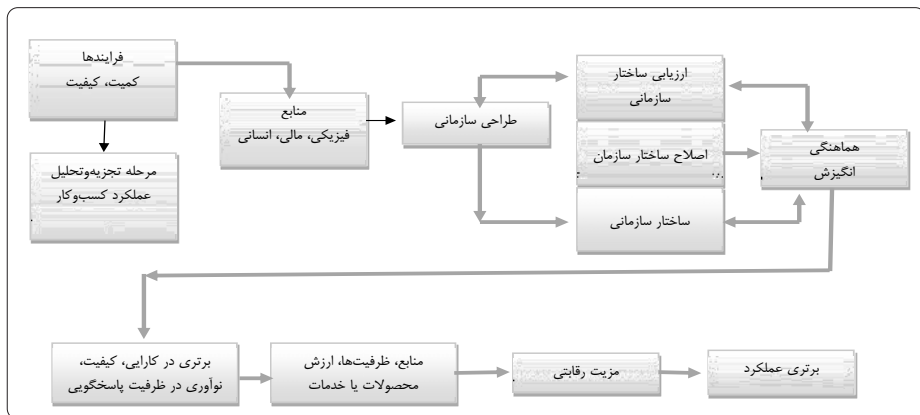 فرایندها
کمیت، کیفیت
مرحله تجزیه‌وتحلیل
عملکرد کسب‌وکار
منابع
فیزیکی، مالی، انسانی
طراحی سازمانی
ارزیابی ساختار
سازمانی
اصلاح ساختار سازمان
ساختار سازمانی
هماهنگی
انگیزش
برتری در کارایی، کیفیت،
نوآوری در ظرفیت پاسخگویی
منابع، ظرفیت‌ها، ارزش
محصولات یا خدمات
مزیت رقابتی
برتری عملکرد